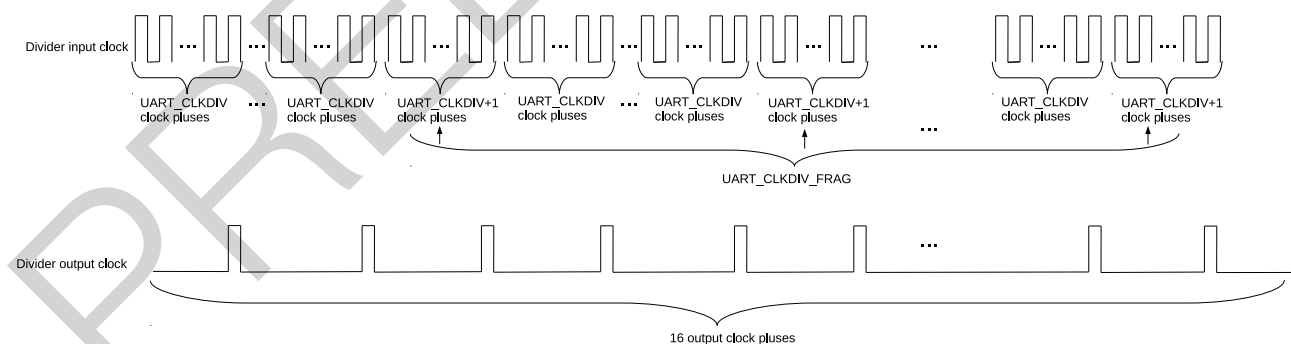 Divider input clock
... ... ... ... ... ... ... ... ... ... ...
UART_CLKDIV
clock pluses
...
UART_CLKDIV
clock pluses
UART_CLKDIV+1
clock pluses
UART_CLKDIV
clock pluses
...
UART_CLKDIV
clock pluses
UART_CLKDIV+1
clock pluses
...
UART_CLKDIV
clock pluses
UART_CLKDIV+1
clock pluses
UART_CLKDIV_FRAG
Divider output clock
...
16 output clock pluses
PREL